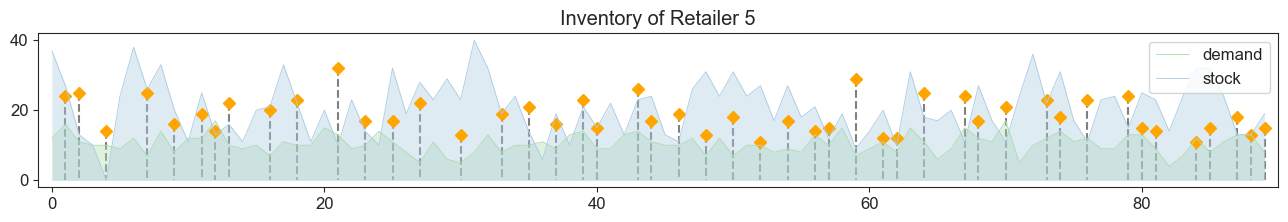 Inventory of Retailer 5
demand
stock
40
20
0
0 20 40 60 80